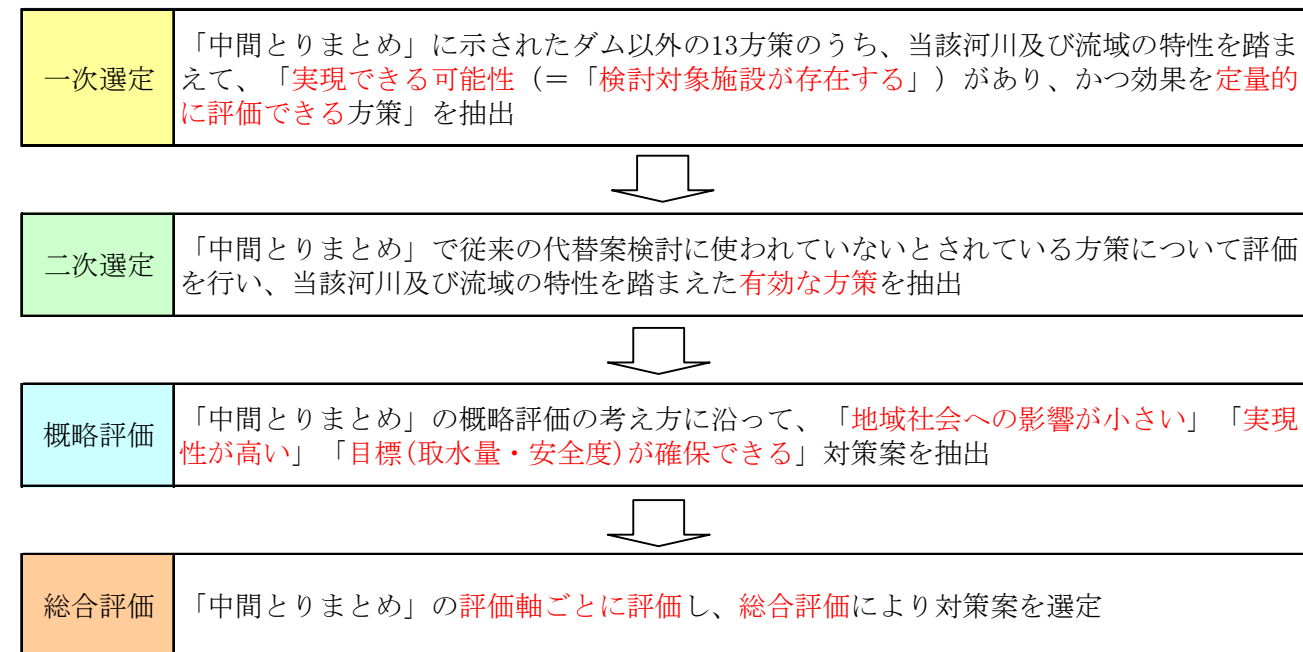 一次選定
「中間とりまとめ」に示されたダム以外の13方策のうち、当該河川及び流域の特性を踏ま
えて、「実現できる可能性（＝「検討対象施設が存在する」）があり、かつ効果を定量的
に評価できる方策」を抽出
二次選定
「中間とりまとめ」で従来の代替案検討に使われていないとされている方策について評価
を行い、当該河川及び流域の特性を踏まえた有効な方策を抽出
概略評価
「中間とりまとめ」の概略評価の考え方に沿って、「地域社会への影響が小さい」「実現
性が高い」「目標(取水量・安全度)が確保できる」対策案を抽出
総合評価
「中間とりまとめ」の評価軸ごとに評価し、総合評価により対策案を選定